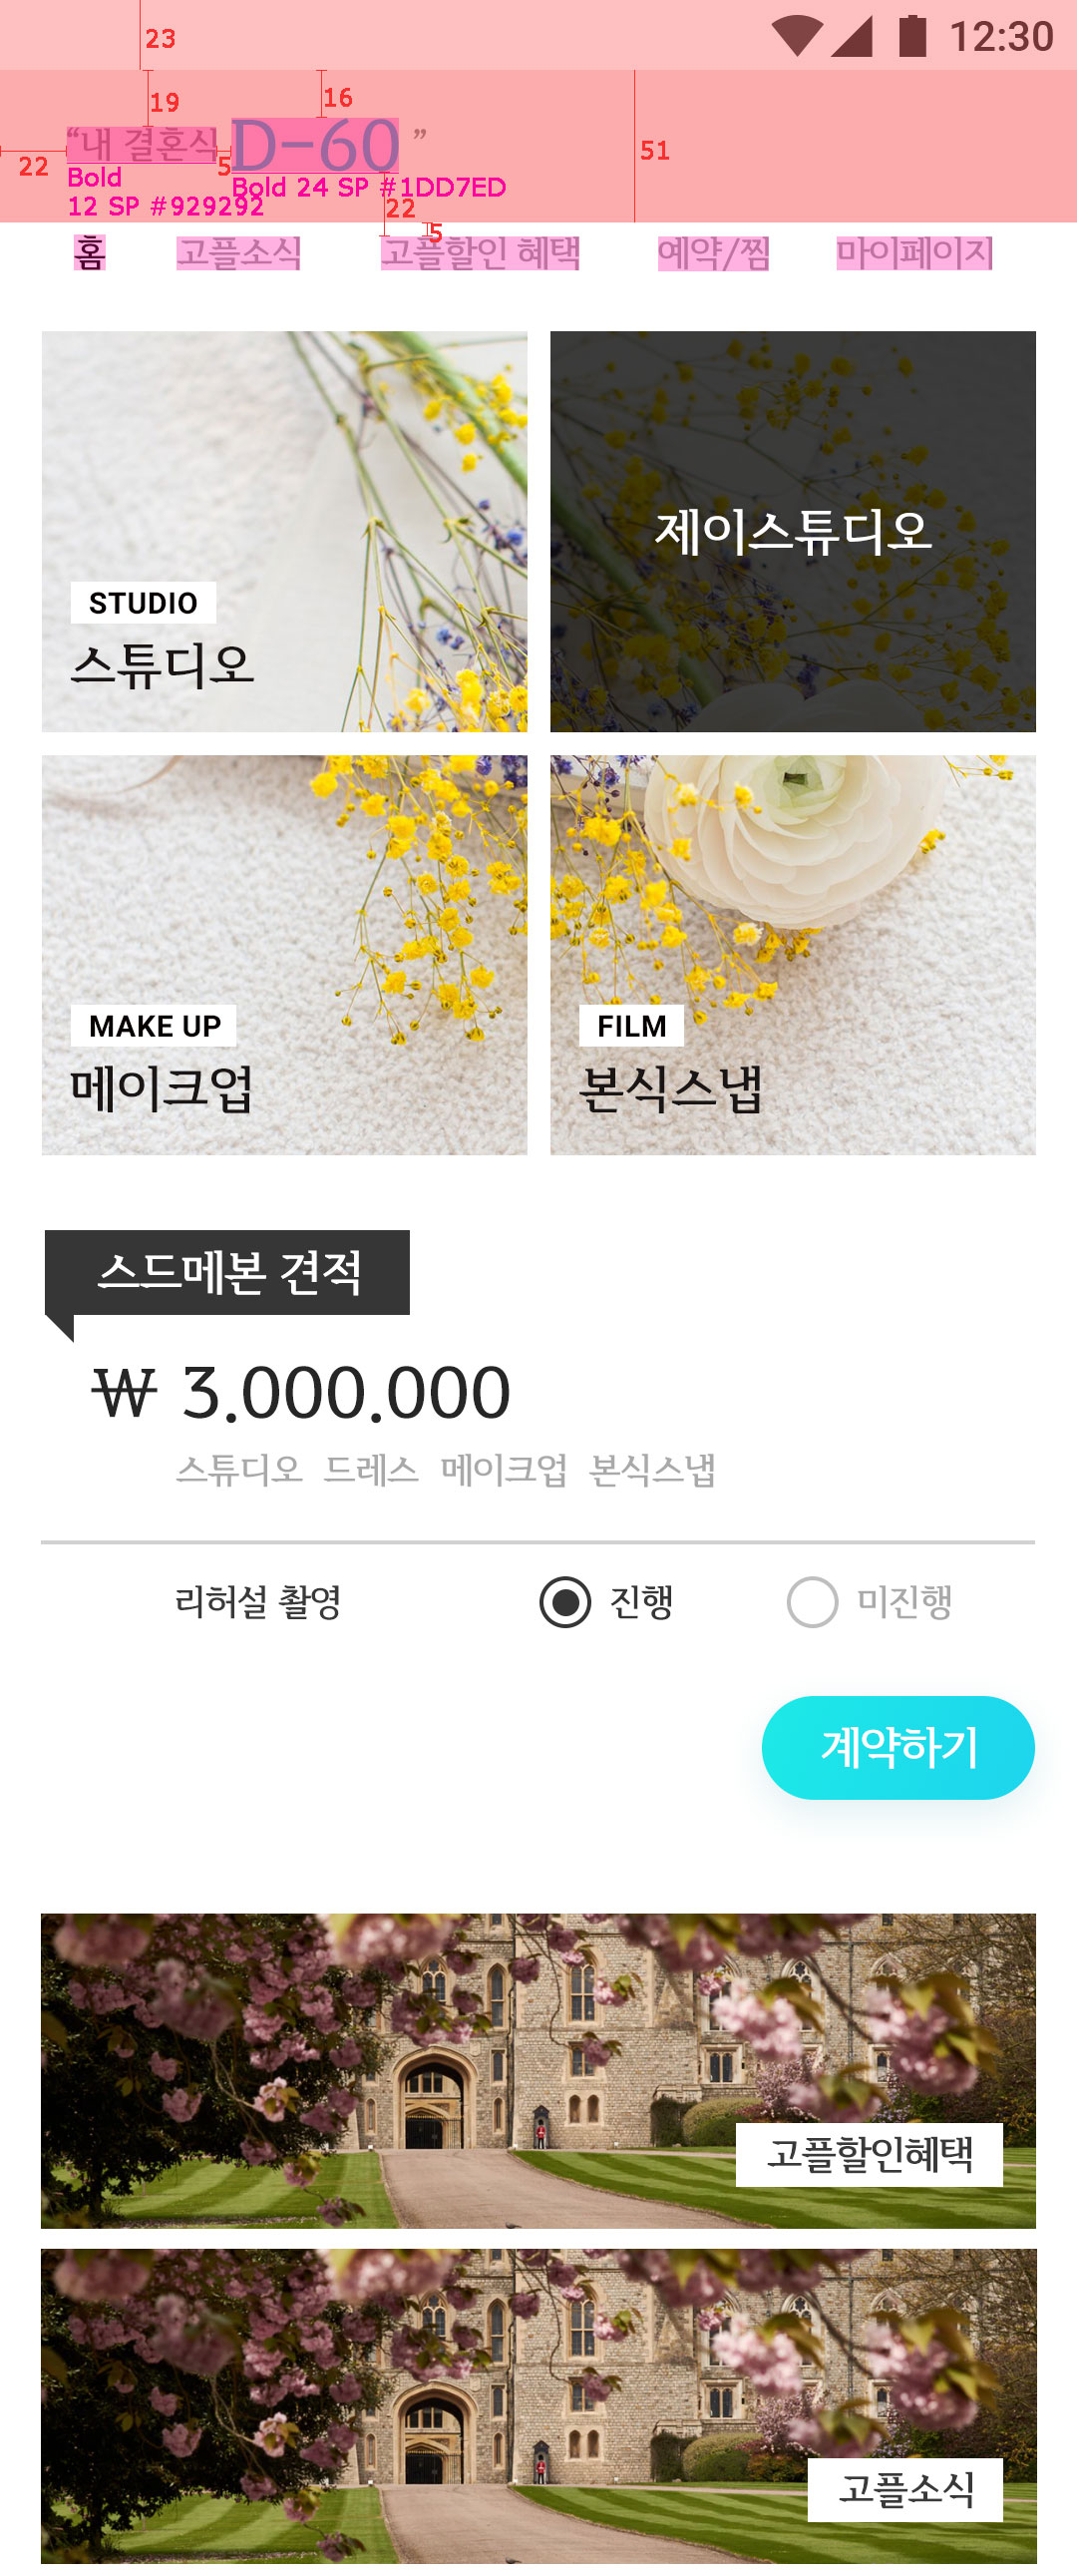 23
12:30
19
16
“내 결혼식 D-60 ”
22
5
51
Bold
12 SP #929292
Bold 24 SP #1DD7ED
22
5
홈 고플소식 고플할인 혜택 예약/찜 마이페이지
STUDIO
스튜디오
제이스튜디오
MAKE UP
메이크업
FILM
본식스냅
스드메본 견적
₩ 3.000.000
스튜디오 드레스 메이크업 본식스냅
리허설 촬영 진행 미진행
계약하기
고플할인혜택
고플소식